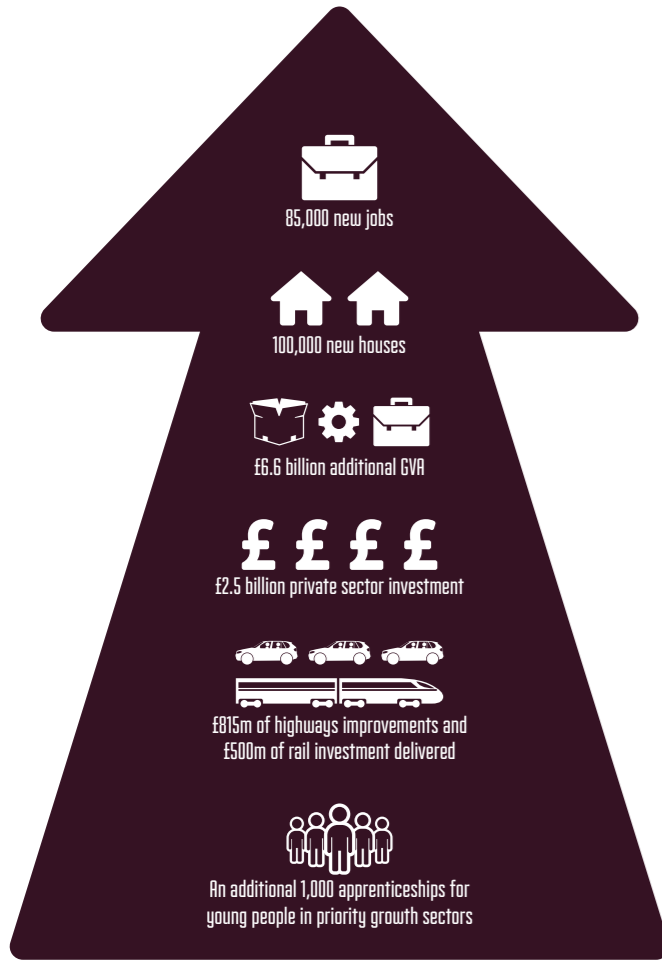 85,000 new jobs
100,000 new houses
£6.6 billion additional GVA
£ £ £ £
£2.5 billion private sector investment
£815m of highways improvements and
£500m of rail investment delivered
An additional 1,000 apprenticeships for
young people in priority growth sectors